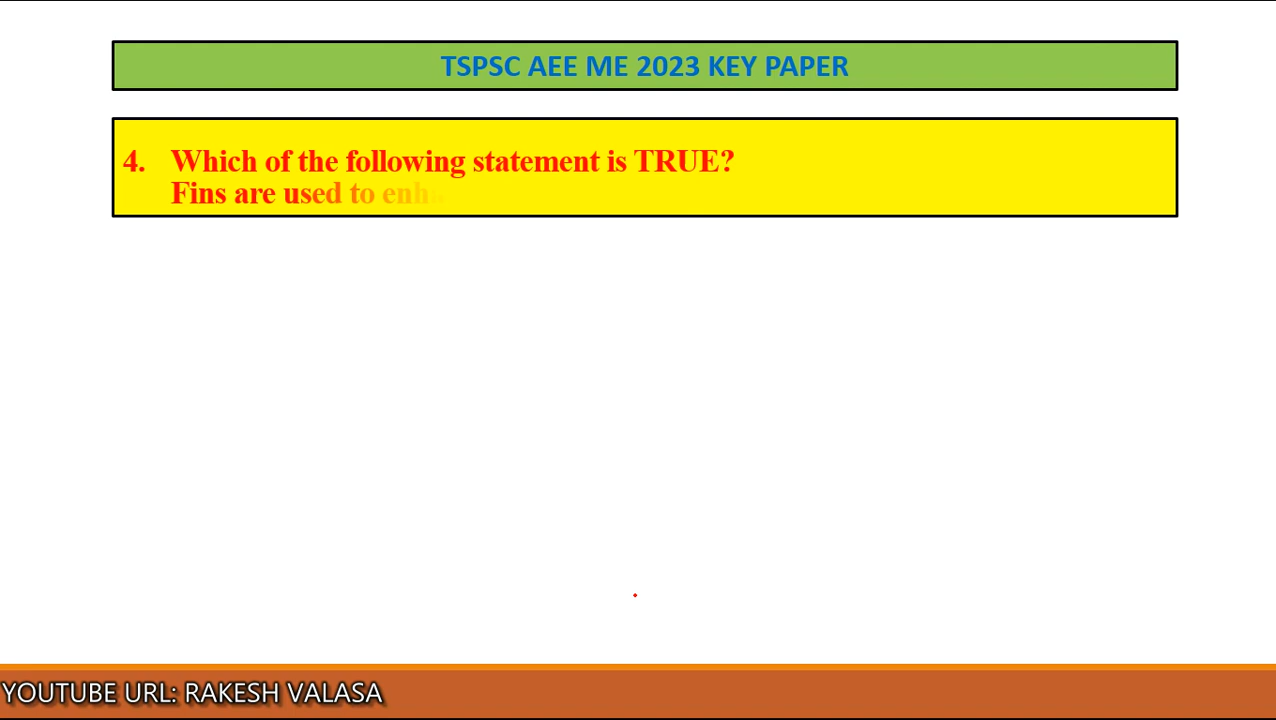 TSPSC AEE ME 2023 KEY PAPER
4. Which of the following statement is TRUE?
Fins are used to
YOUTUBE URL: RAKESH VALASA